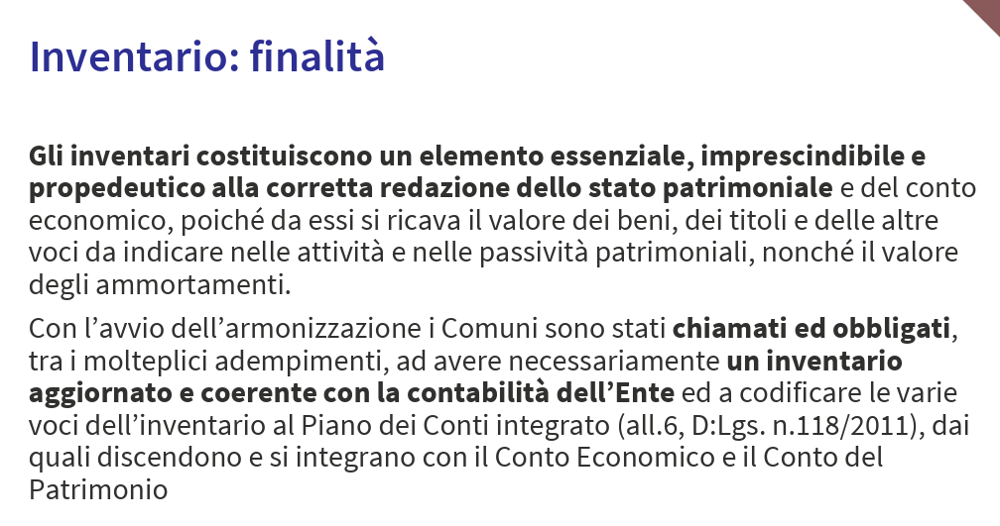 Inventario: finalità
Gli inventari costituiscono un elemento essenziale, imprescindibile e
propedeutico alla corretta redazione dello stato patrimoniale e del conto
economico, poiché da essi si ricava il valore dei beni, dei titoli e delle altre
voci da indicare nelle attività e nelle passività patrimoniali, nonché il valore
degli ammortamenti.
Con l’avvio dell’armonizzazione i Comuni sono stati chiamati ed obbligati,
tra i molteplici adempimenti, ad avere necessariamente un inventario
aggiornato e coerente con la contabilità dell’Ente ed a codificare le varie
voci dell’inventario al Piano dei Conti integrato (all.6, D:Lgs. n.118/2011), dai
quali discendono e si integrano con il Conto Economico e il Conto del
Patrimonio